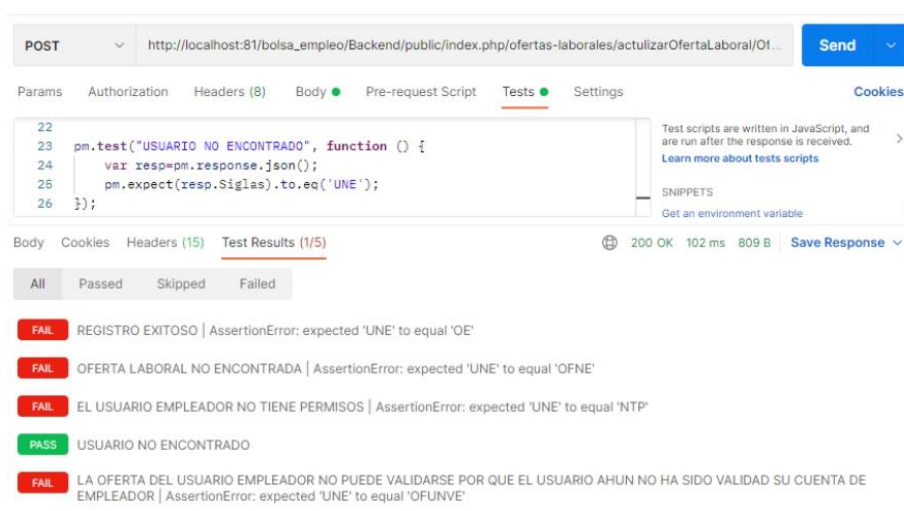 POST http://localhost:81/bolsa_empleo/Backend/public/index.php/ofertas-laborales/actulizarOfertaLaboral/Of... Send
Params Authorization Headers (8) Body Pre-request Script Tests Settings Cookies
22
23 pm.test("USUARIO NO ENCONTRADO", function () {
24 var resp=pm.response.json();
25 pm.expect(resp.Siglas).to.eq('UNE');
26 });
Test scripts are written in JavaScript, and
are run after the response is received.
Learn more about tests scripts
SNIPPETS
Get an environment variable
Body Cookies Headers (15) Test Results (1/5) 200 OK 102 ms 809 B Save Response
All Passed Skipped Failed
FAIL REGISTRO EXITOSO | AssertionError: expected 'UNE' to equal 'OE'
FAIL OFERTA LABORAL NO ENCONTRADA | AssertionError: expected 'UNE' to equal 'OFNE'
FAIL EL USUARIO EMPLEADOR NO TIENE PERMISOS | AssertionError: expected 'UNE' to equal 'NTP'
PASS USUARIO NO ENCONTRADO
FAIL LA OFERTA DEL USUARIO EMPLEADOR NO PUEDE VALIDARSE POR QUE EL USUARIO AHUN NO HA SIDO VALIDAD SU CUENTA DE
EMPLEADOR | AssertionError: expected 'UNE' to equal 'OFUNVE'